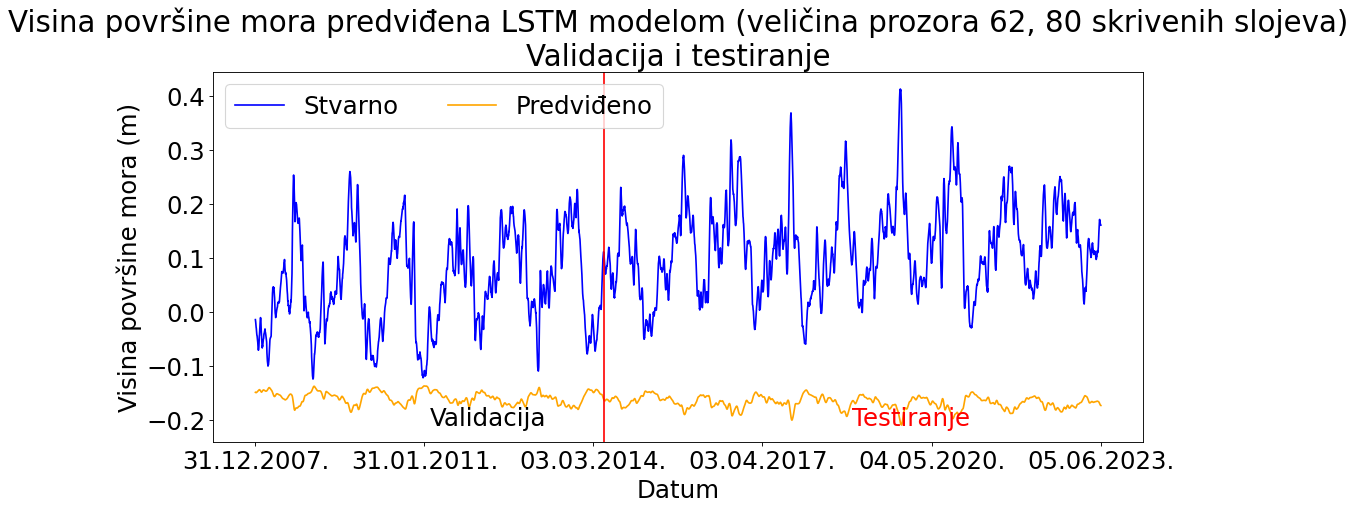 Visina površine mora predviđena LSTM modelom (veličina prozora 62, 80 skrivenih slojeva)
Validacija i testiranje
Stvarno
Predviđeno
Visina površine mora (m)
0.4
0.3
0.2
0.1
0.0
−0.1
−0.2
Validacija
Testiranje
31.12.2007.
31.01.2011.
03.03.2014.
03.04.2017.
04.05.2020.
05.06.2023.
Datum